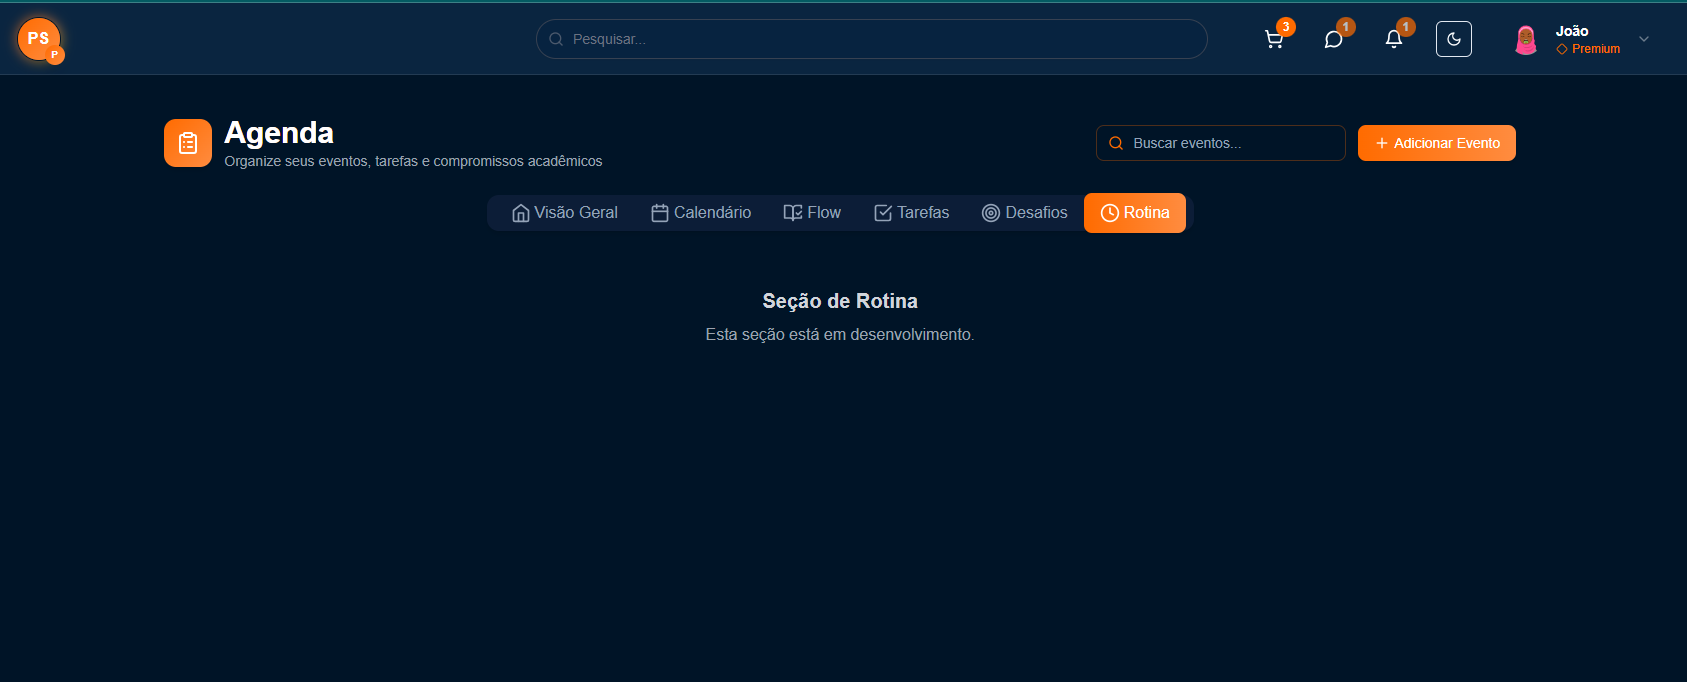 PS
P
Pesquisar...
3
1
1
João
Premium
Agenda
Organize seus eventos, tarefas e compromissos acadêmicos
Buscar eventos...
Adicionar Evento
Visão Geral
Calendário
Flow
Tarefas
Desafios
Rotina
Seção de Rotina
Esta seção está em desenvolvimento.